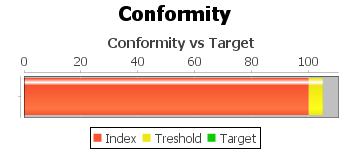 Conformity
Conformity vs Target
0 20 40 60 80 100
Index Treshold Target